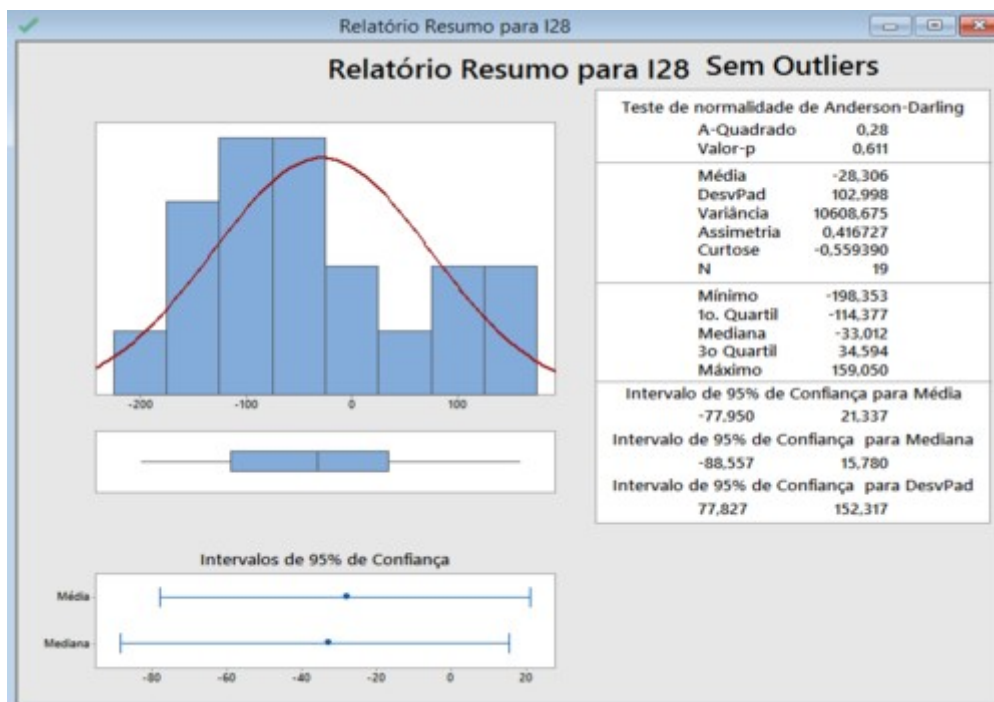 Relatório Resumo para I28
Relatório Resumo para I28 Sem Outliers
-200 -100 0 100
Intervalos de 95% de Confiança
Média
Mediana
-80 -60 -40 -20 0 20
Teste de normalidade de Anderson-Darling
A-Quadrado 0,28
Valor-p 0,611
Média -28,306
DesvPad 102,998
Variância 10608,675
Assimetria 0,416727
Curtose -0,559390
N 19
Mínimo -198,353
1o. Quartil -114,377
Mediana -33,012
3o Quartil 34,594
Máximo 159,050
Intervalo de 95% de Confiança para Média
-77,950 21,337
Intervalo de 95% de Confiança para Mediana
-88,557 15,780
Intervalo de 95% de Confiança para DesvPad
77,827 152,317